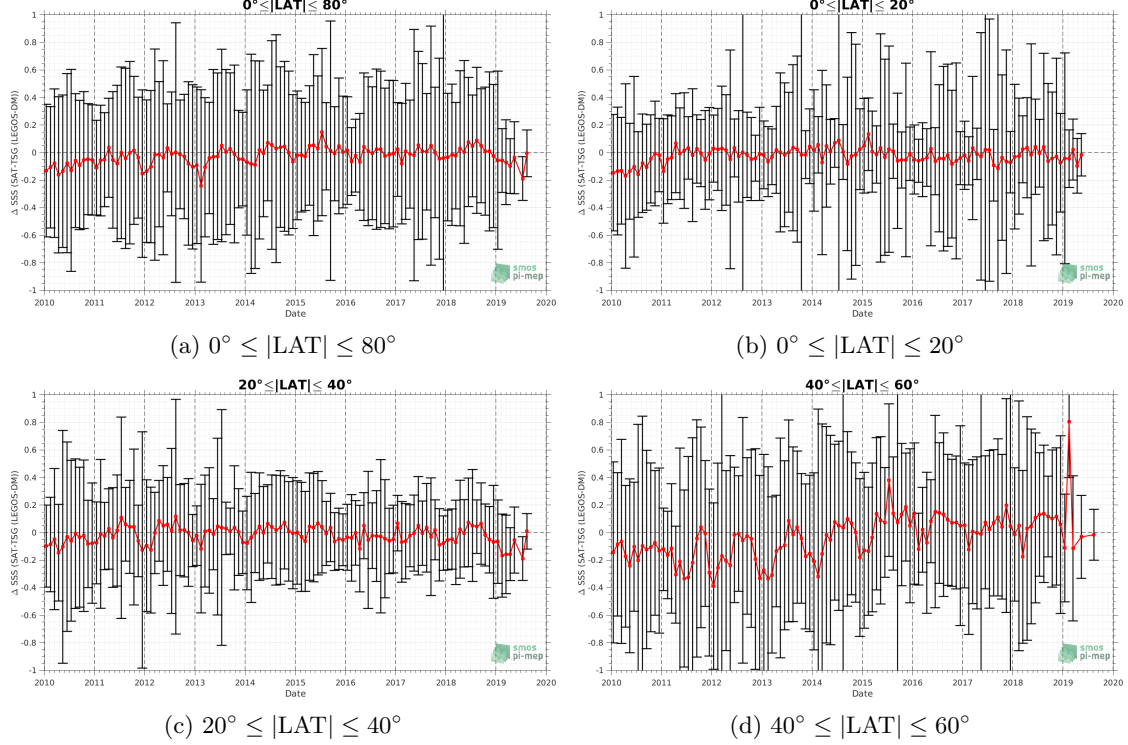 0°≤|LAT|≤ 80°
Δ SSS (SAT-TSG (LEGOS-DM))
1
0.8
0.6
0.4
0.2
0
-0.2
-0.4
-0.6
-0.8
-1
2010 2011 2012 2013 2014 2015 2016 2017 2018 2019 2020
Date
smos
pi-mep
(a) 0° ≤ |LAT| ≤ 80°
0°≤|LAT|≤ 20°
Δ SSS (SAT-TSG (LEGOS-DM))
1
0.8
0.6
0.4
0.2
0
-0.2
-0.4
-0.6
-0.8
-1
2010 2011 2012 2013 2014 2015 2016 2017 2018 2019 2020
Date
smos
pi-mep
(b) 0° ≤ |LAT| ≤ 20°
20°≤|LAT|≤ 40°
Δ SSS (SAT-TSG (LEGOS-DM))
1
0.8
0.6
0.4
0.2
0
-0.2
-0.4
-0.6
-0.8
-1
2010 2011 2012 2013 2014 2015 2016 2017 2018 2019 2020
Date
smos
pi-mep
(c) 20° ≤ |LAT| ≤ 40°
40°≤|LAT|≤ 60°
Δ SSS (SAT-TSG (LEGOS-DM))
1
0.8
0.6
0.4
0.2
0
-0.2
-0.4
-0.6
-0.8
-1
2010 2011 2012 2013 2014 2015 2016 2017 2018 2019 2020
Date
smos
pi-mep
(d) 40° ≤ |LAT| ≤ 60°